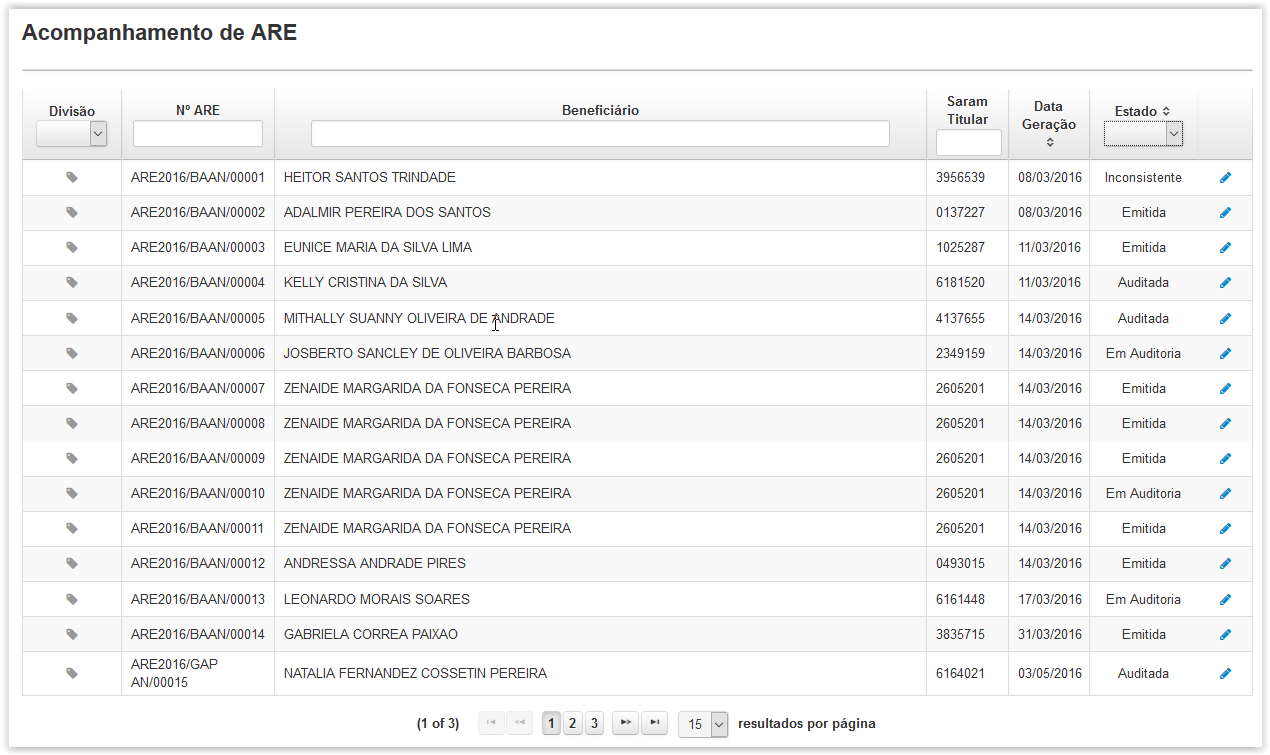 Acompanhamento de ARE
Divisão Nº ARE Beneficiário Saram Titular Data Geração Estado
ARE2016/BAAN/00001 HEITOR SANTOS TRINDADE 3956539 08/03/2016 Inconsistente
ARE2016/BAAN/00002 ADALMIR PEREIRA DOS SANTOS 0137227 08/03/2016 Emitida
ARE2016/BAAN/00003 EUNICE MARIA DA SILVA LIMA 1025287 11/03/2016 Emitida
ARE2016/BAAN/00004 KELLY CRISTINA DA SILVA 6181520 11/03/2016 Auditada
ARE2016/BAAN/00005 MITHALLY SUANNY OLIVEIRA DE ANDRADE 4137655 14/03/2016 Auditada
ARE2016/BAAN/00006 JOSBERTO SANCLEY DE OLIVEIRA BARBOSA 2349159 14/03/2016 Em Auditoria
ARE2016/BAAN/00007 ZENAIDE MARGARIDA DA FONSECA PEREIRA 2605201 14/03/2016 Emitida
ARE2016/BAAN/00008 ZENAIDE MARGARIDA DA FONSECA PEREIRA 2605201 14/03/2016 Emitida
ARE2016/BAAN/00009 ZENAIDE MARGARIDA DA FONSECA PEREIRA 2605201 14/03/2016 Emitida
ARE2016/BAAN/00010 ZENAIDE MARGARIDA DA FONSECA PEREIRA 2605201 14/03/2016 Em Auditoria
ARE2016/BAAN/00011 ZENAIDE MARGARIDA DA FONSECA PEREIRA 2605201 14/03/2016 Emitida
ARE2016/BAAN/00012 ANDRESSA ANDRADE PIRES 0493015 14/03/2016 Emitida
ARE2016/BAAN/00013 LEONARDO MORAIS SOARES 6161448 17/03/2016 Em Auditoria
ARE2016/BAAN/00014 GABRIELA CORREA PAIXAO 3835715 31/03/2016 Emitida
ARE2016/GAP AN/00015 NATALIA FERNANDEZ COSSETIN PEREIRA 6164021 03/05/2016 Auditada
(1 of 3) 1 2 3 15 resultados por página